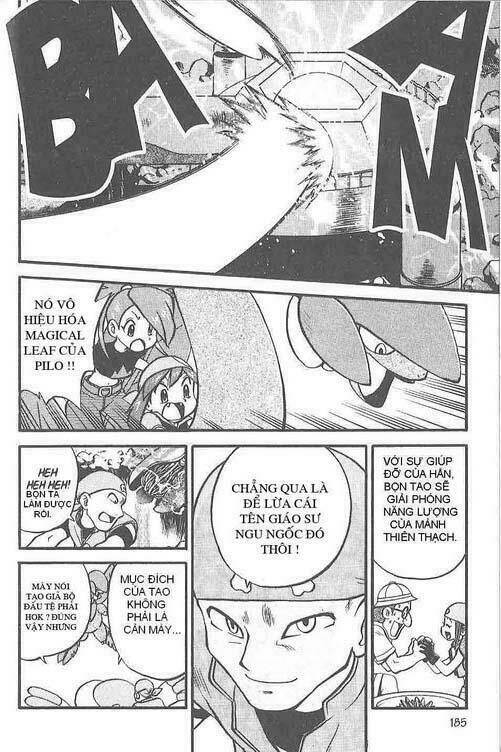 BAM
NÓ VÔ
HIỆU HÓA
MAGICAL
LEAF CỦA
PILO !!
HEH
HEH HEH!
BỌN TA
LÀM ĐƯỢC
RỒI.
CHẲNG QUA LÀ
ĐỂ LỪA CÁI
TÊN GIÁO SƯ
NGU NGỐC ĐÓ
THÔI !
VỚI SỰ GIÚP
ĐỠ CỦA HẮN,
BỌN TAO SẼ
GIẢI PHÓNG
NĂNG LƯỢNG
CỦA MẢNH
THIÊN THẠCH.
MÀY NÓI
TAO GIẢ BỘ
ĐẤU TỆ PHẢI
HOK ? ĐÚNG
VẬY NHƯNG
MỤC ĐÍCH
CỦA TAO
KHÔNG
PHẢI LÀ
CẢN MÀY...
185